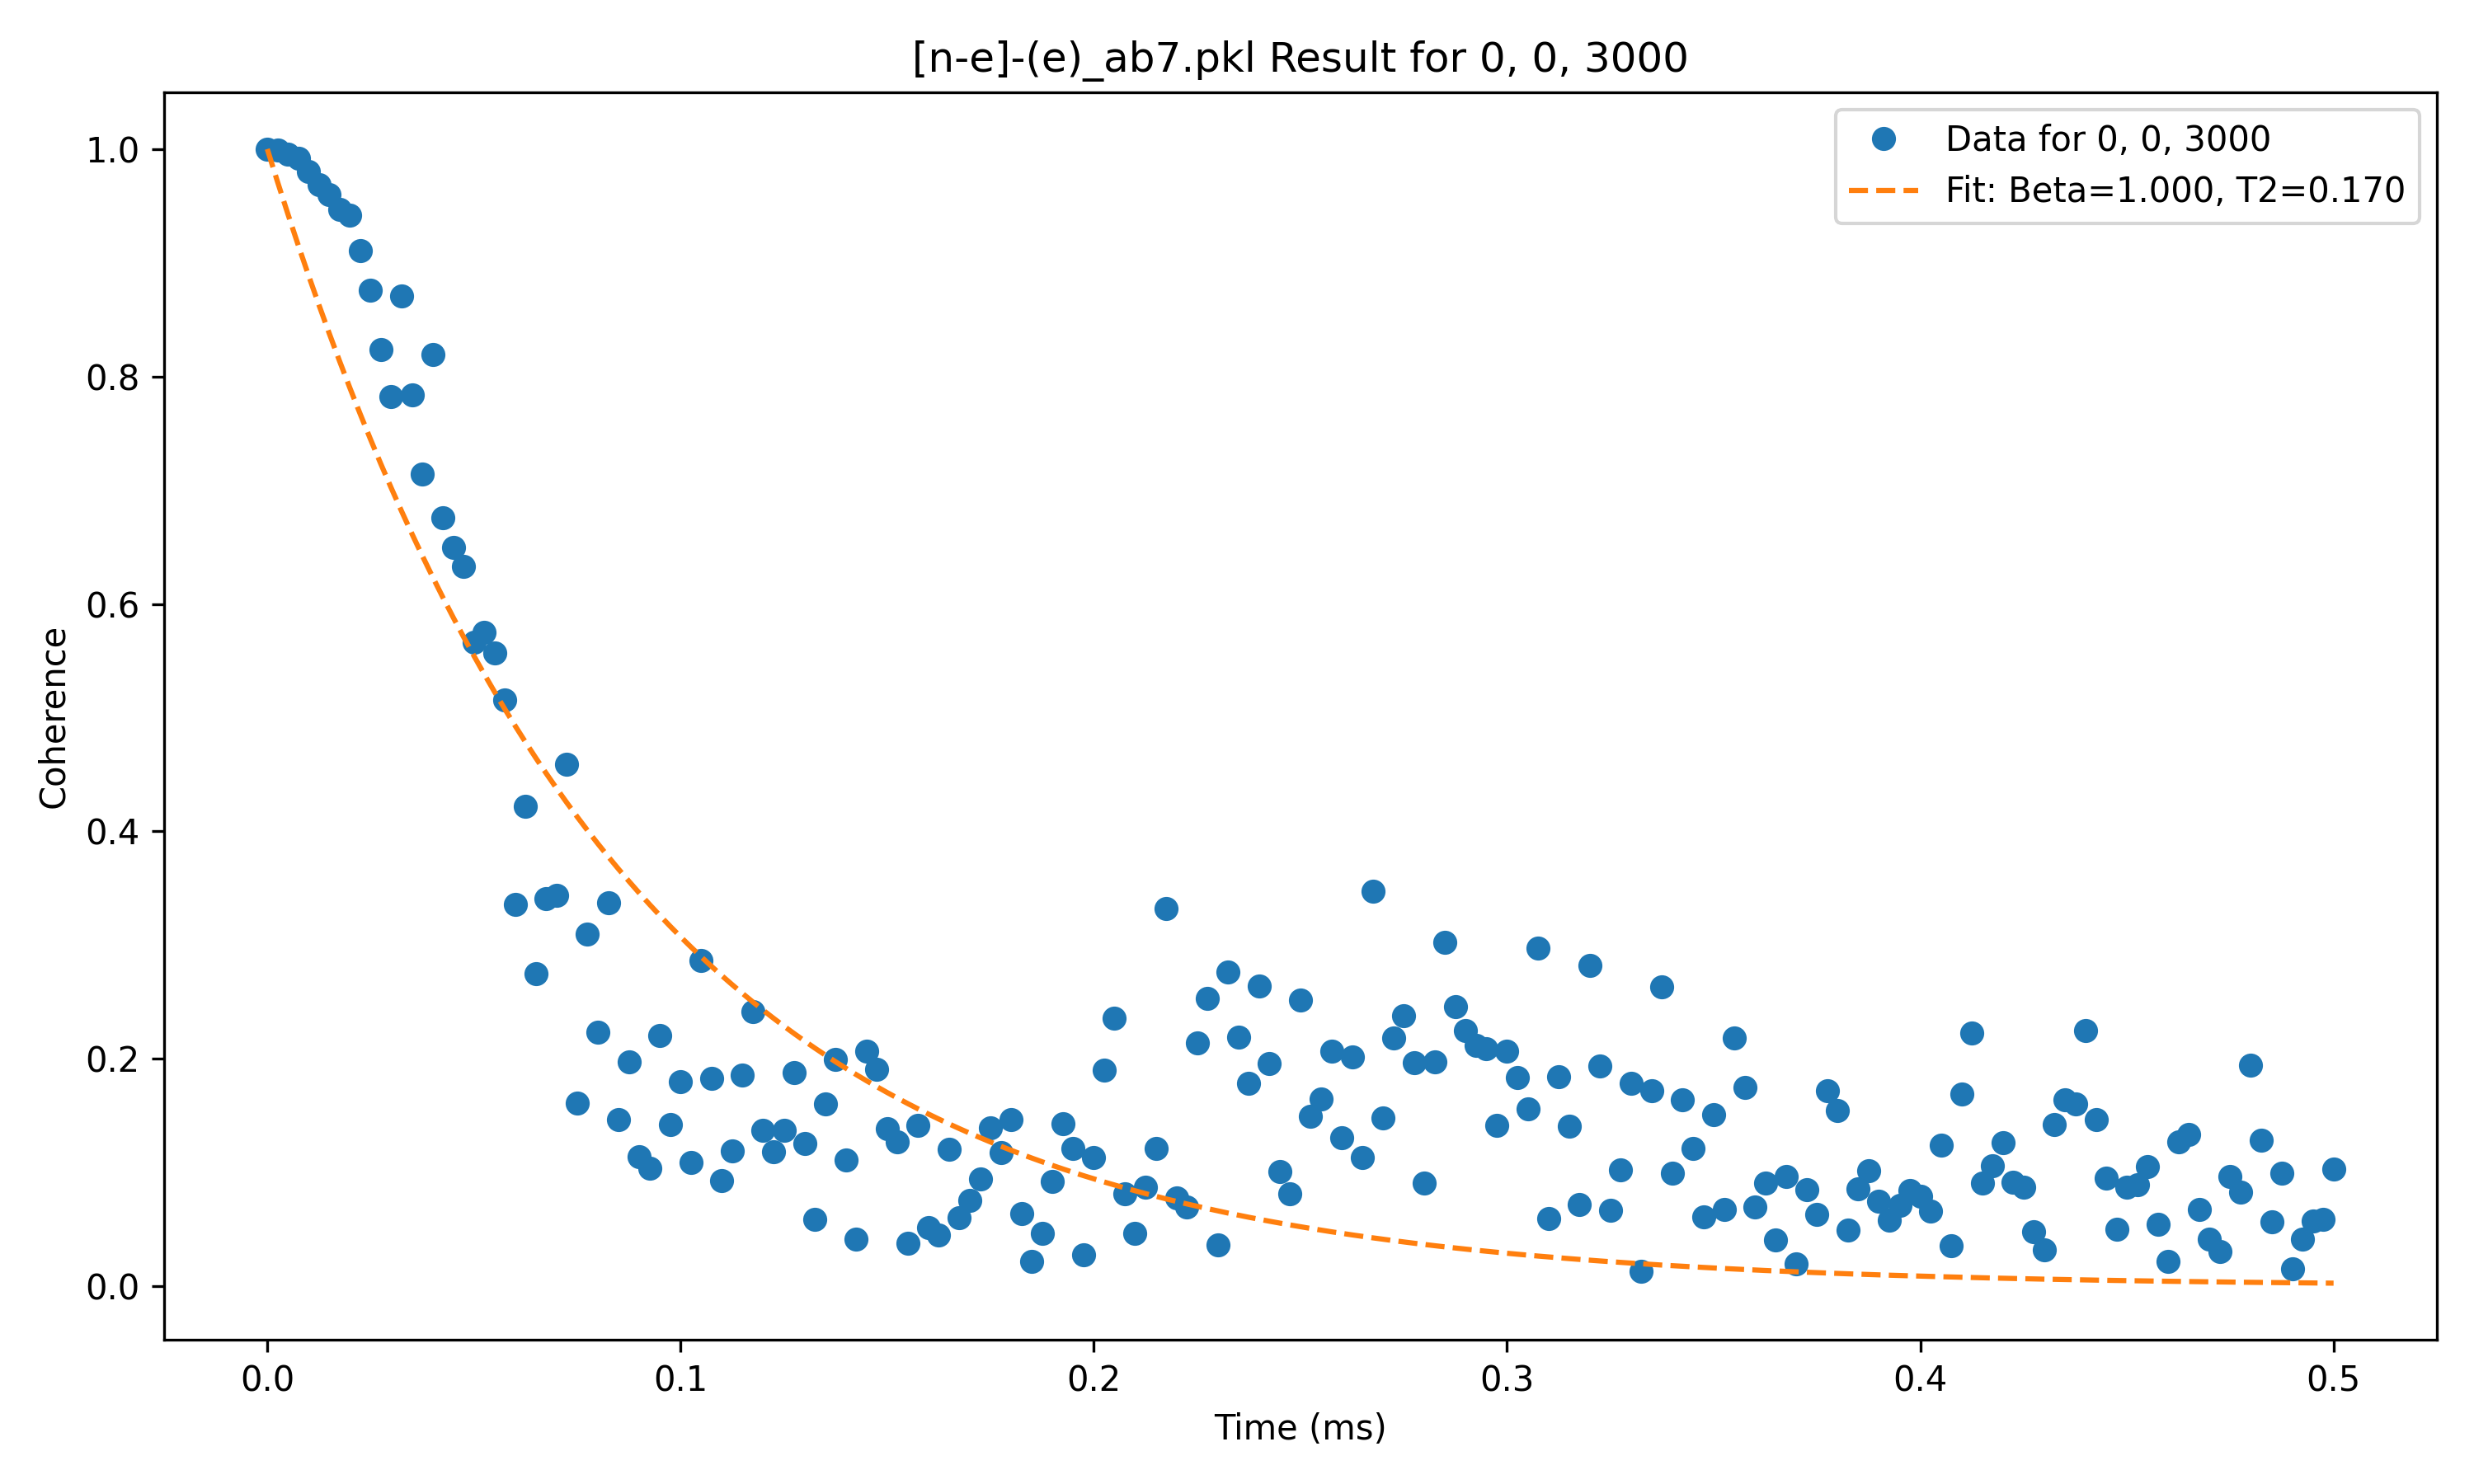 [n-e]-(e)_ab7.pkl Result for 0, 0, 3000
Data for 0, 0, 3000
Fit: Beta=1.000, T2=0.170
1.0
0.8
0.6
0.4
0.2
0.0
Coherence
0.0 0.1 0.2 0.3 0.4 0.5
Time (ms)